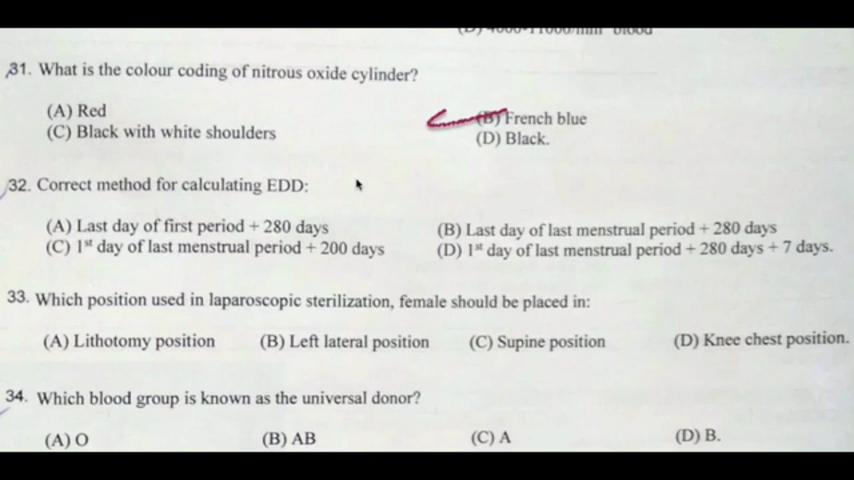 (D) 4000-11000/mm³ blood
31. What is the colour coding of nitrous oxide cylinder?
(A) Red (B) French blue
(C) Black with white shoulders (D) Black.
32. Correct method for calculating EDD:
(A) Last day of first period + 280 days (B) Last day of last menstrual period + 280 days
(C) 1st day of last menstrual period + 200 days (D) 1st day of last menstrual period + 280 days + 7 days.
33. Which position used in laparoscopic sterilization, female should be placed in:
(A) Lithotomy position (B) Left lateral position (C) Supine position (D) Knee chest position.
34. Which blood group is known as the universal donor?
(A) O (B) AB (C) A (D) B.